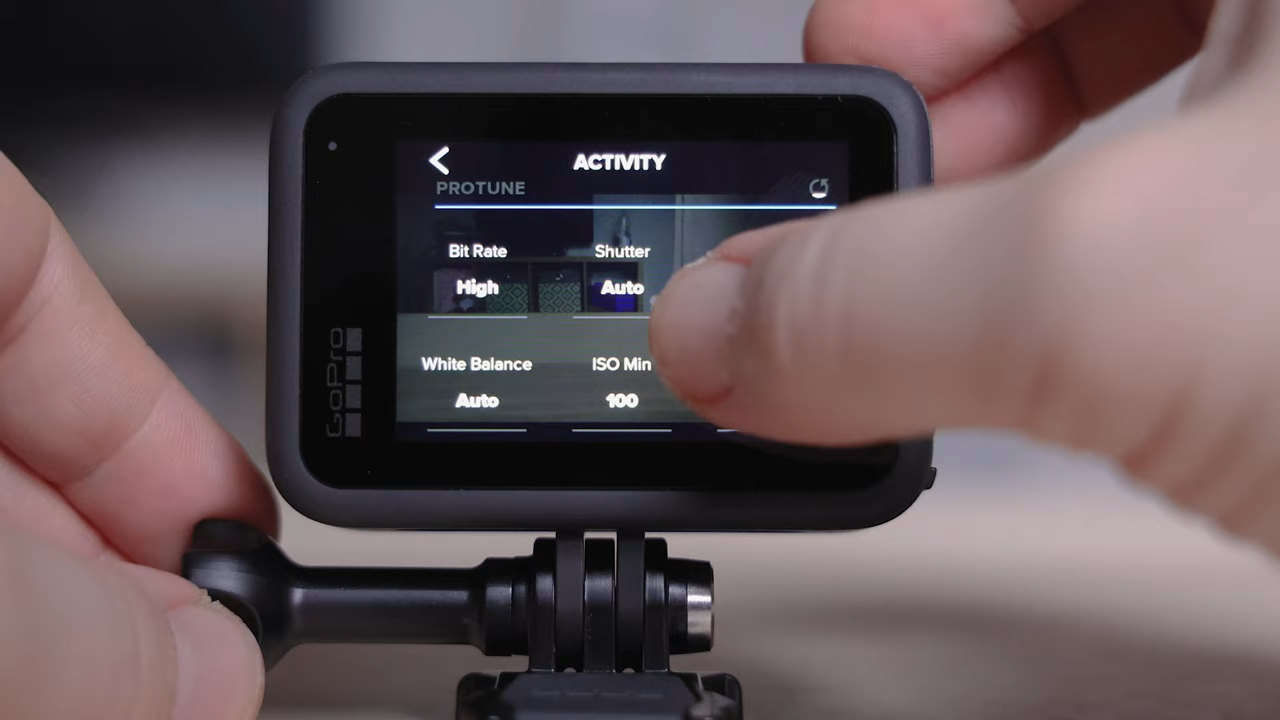 ACTIVITY
PROTUNE
Bit Rate
Shutter
High
Auto
White Balance
ISO Min
Auto
100
GoPro